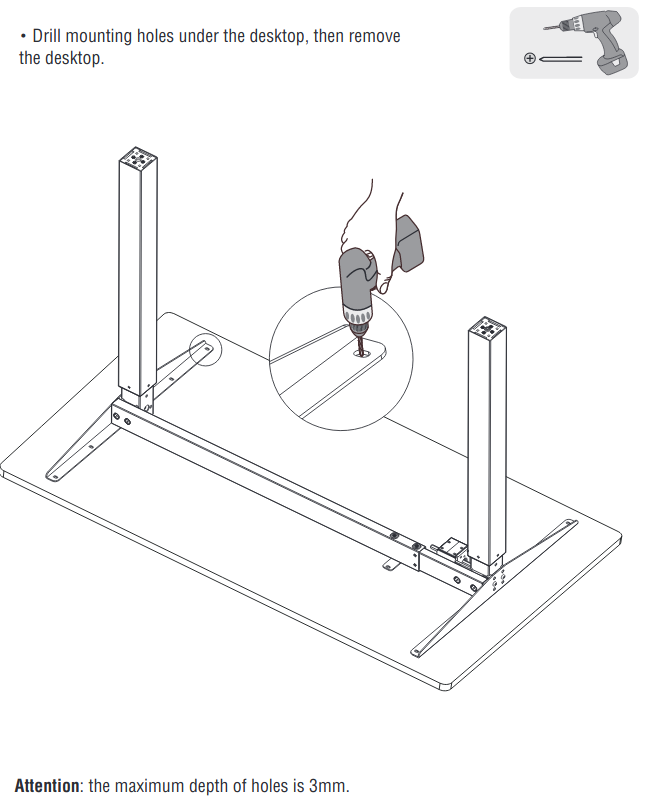 • Drill mounting holes under the desktop, then remove
the desktop.
Attention: the maximum depth of holes is 3mm.